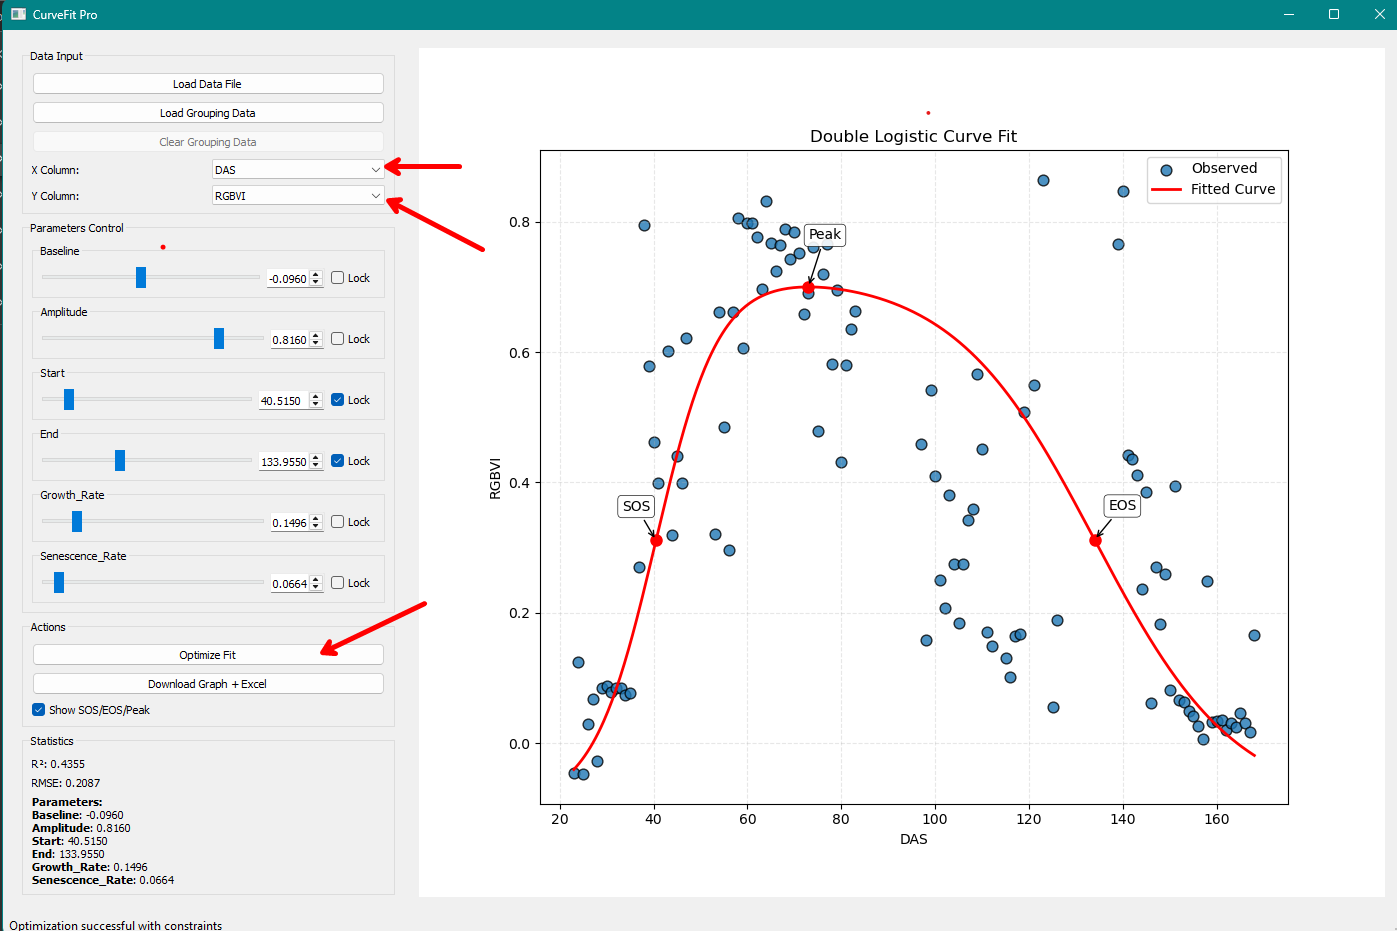 CurveFit Pro
Data Input
Load Data File
Load Grouping Data
Clear Grouping Data
X Column:
DAS
Y Column:
RGBVI
Parameters Control
Baseline
-0.0960
Lock
Amplitude
0.8160
Lock
Start
40.5150
Lock
End
133.9550
Lock
Growth_Rate
0.1496
Lock
Senescence_Rate
0.0664
Lock
Actions
Optimize Fit
Download Graph + Excel
Show SOS/EOS/Peak
Statistics
R²: 0.4355
RMSE: 0.2087
Parameters:
Baseline: -0.0960
Amplitude: 0.8160
Start: 40.5150
End: 133.9550
Growth_Rate: 0.1496
Senescence_Rate: 0.0664
Optimization successful with constraints
Double Logistic Curve Fit
Observed
Fitted Curve
Peak
SOS
EOS
RGBVI
0.8
0.6
0.4
0.2
0.0
20 40 60 80 100 120 140 160
DAS